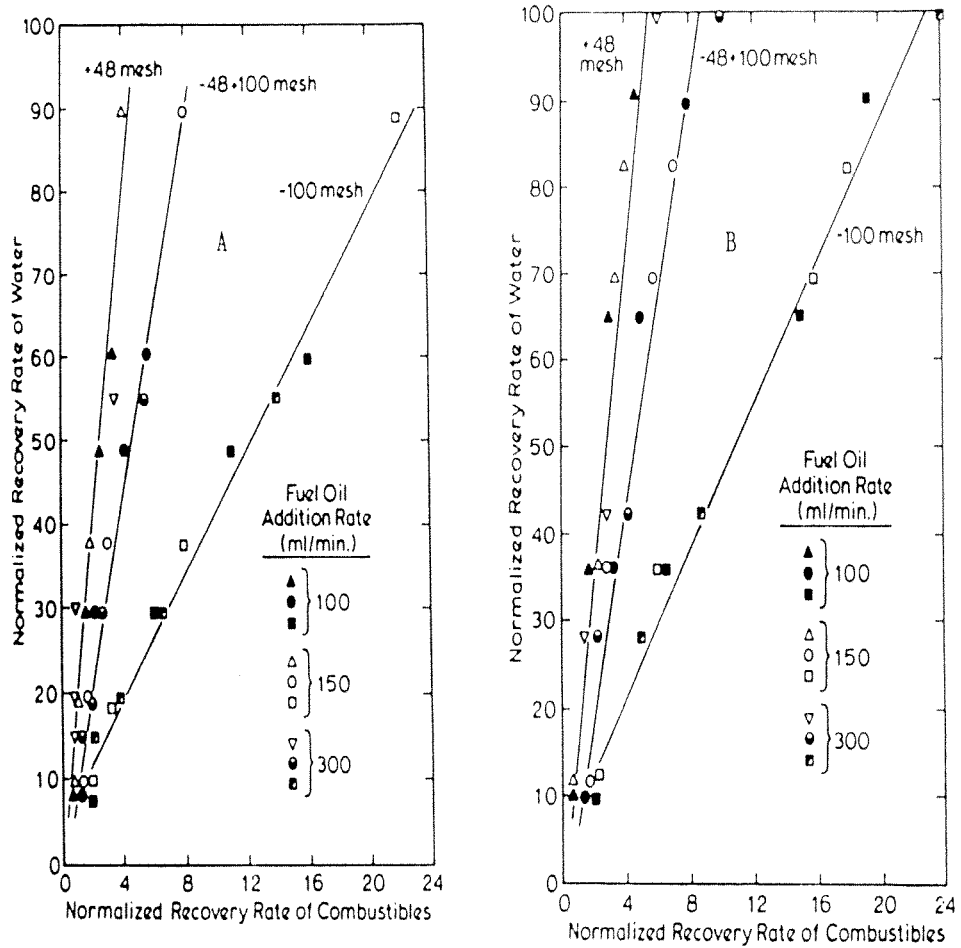 Normalized Recovery Rate of Water
100
90
80
70
60
50
40
30
20
10
0
+48 mesh
-48+100 mesh
-100 mesh
A
Fuel Oil
Addition Rate
(ml/min.)
100
150
300
0 4 8 12 16 20 24
Normalized Recovery Rate of Combustibles
Normalized Recovery Rate of Water
100
90
80
70
60
50
40
30
20
10
0
+48
mesh
-48+100 mesh
-100 mesh
B
Fuel Oil
Addition Rate
(ml/min.)
100
150
300
0 4 8 12 16 20 24
Normalized Recovery Rate of Combustibles